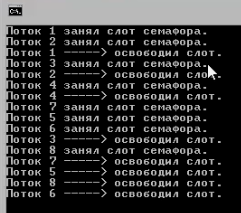 Поток 1 занял слот семафора.
Поток 2 занял слот семафора.
Поток 1 -----> освободил слот.
Поток 3 занял слот семафора.
Поток 2 -----> освободил слот.
Поток 4 занял слот семафора.
Поток 4 -----> освободил слот.
Поток 7 занял слот семафора.
Поток 5 занял слот семафора.
Поток 6 занял слот семафора.
Поток 3 -----> освободил слот.
Поток 8 занял слот семафора.
Поток 7 -----> освободил слот.
Поток 5 -----> освободил слот.
Поток 8 -----> освободил слот.
Поток 6 -----> освободил слот.